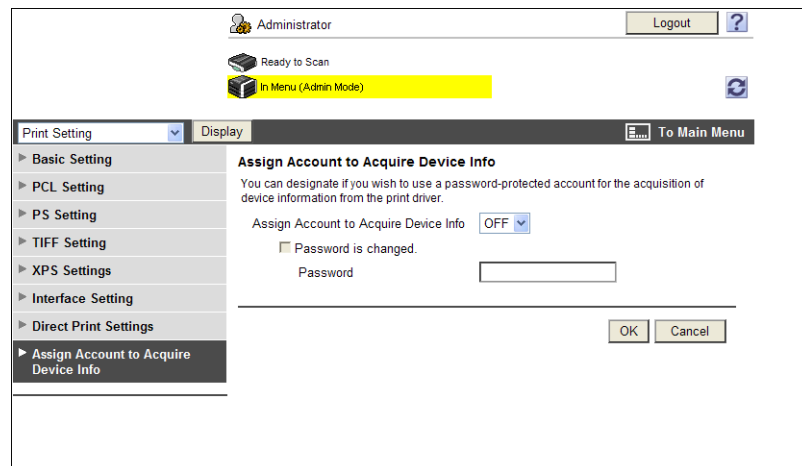 Administrator
Logout
?
Ready to Scan
In Menu (Admin Mode)
Print Setting
Display
To Main Menu
Basic Setting
PCL Setting
PS Setting
TIFF Setting
XPS Settings
Interface Setting
Direct Print Settings
Assign Account to Acquire
Device Info
Assign Account to Acquire Device Info
You can designate if you wish to use a password-protected account for the acquisition of
device information from the print driver.
Assign Account to Acquire Device Info OFF
Password is changed.
Password
OK Cancel